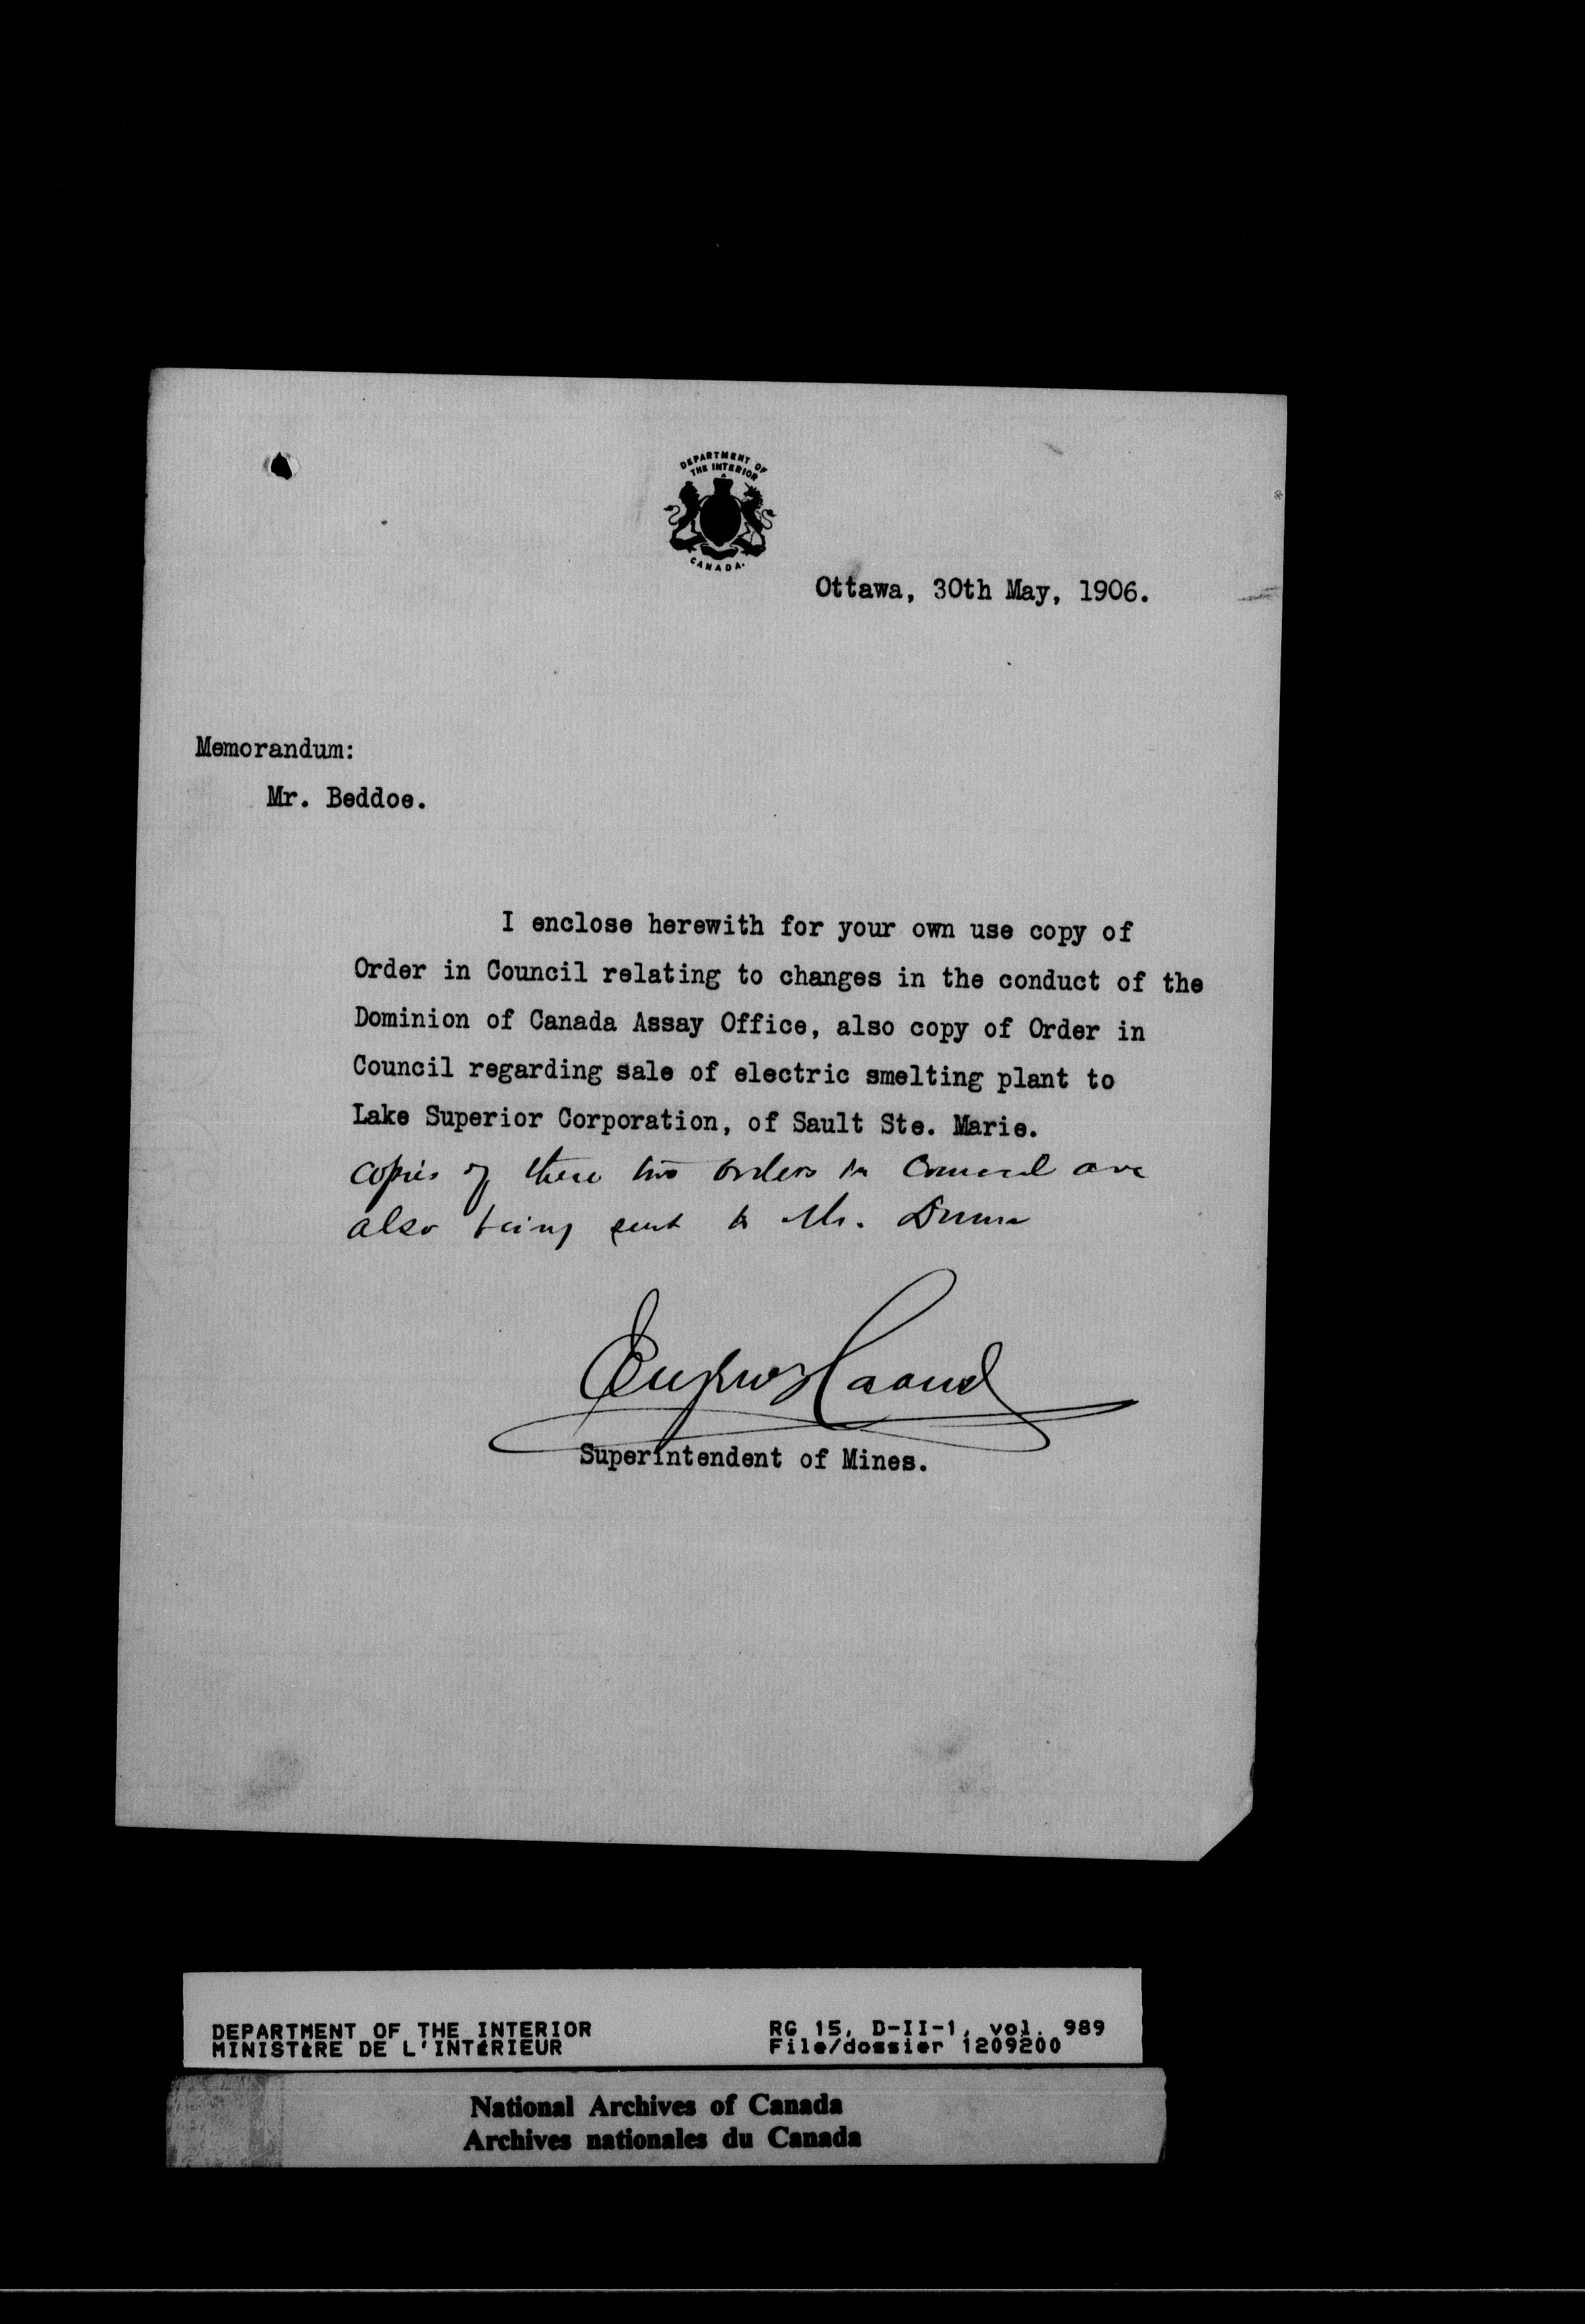 DEPARTMENT OF
THE INTERIOR
CANADA.
Ottawa, 30th May, 1906.
Memorandum:
Mr. Beddoe.
I enclose herewith for your own use copy of
Order in Council relating to changes in the conduct of the
Dominion of Canada Assay Office, also copy of Order in
Council regarding sale of electric smelting plant to
Lake Superior Corporation, of Sault Ste. Marie.
copies of these two orders in Council are
also being sent to Mr.
Eugene Haanel
Superintendent of Mines.
DEPARTMENT OF THE INTERIOR
MINISTÈRE DE L'INTÉRIEUR
RG 15, D-II-1, vol. 989
File/dossier 1209200
National Archives of Canada
Archives nationales du Canada